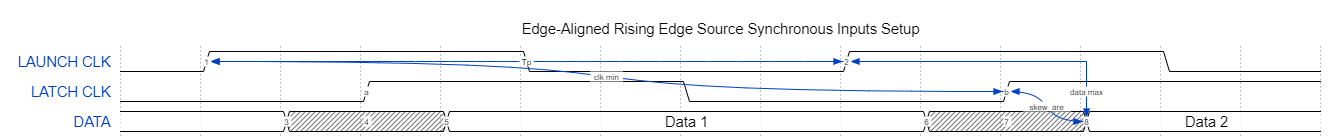 Edge-Aligned Rising Edge Source Synchronous Inputs Setup
LAUNCH CLK 1 Tp 2
clk min
LATCH CLK a b data max
skew_are
DATA 3 4 5 Data 1 6 7 8 Data 2